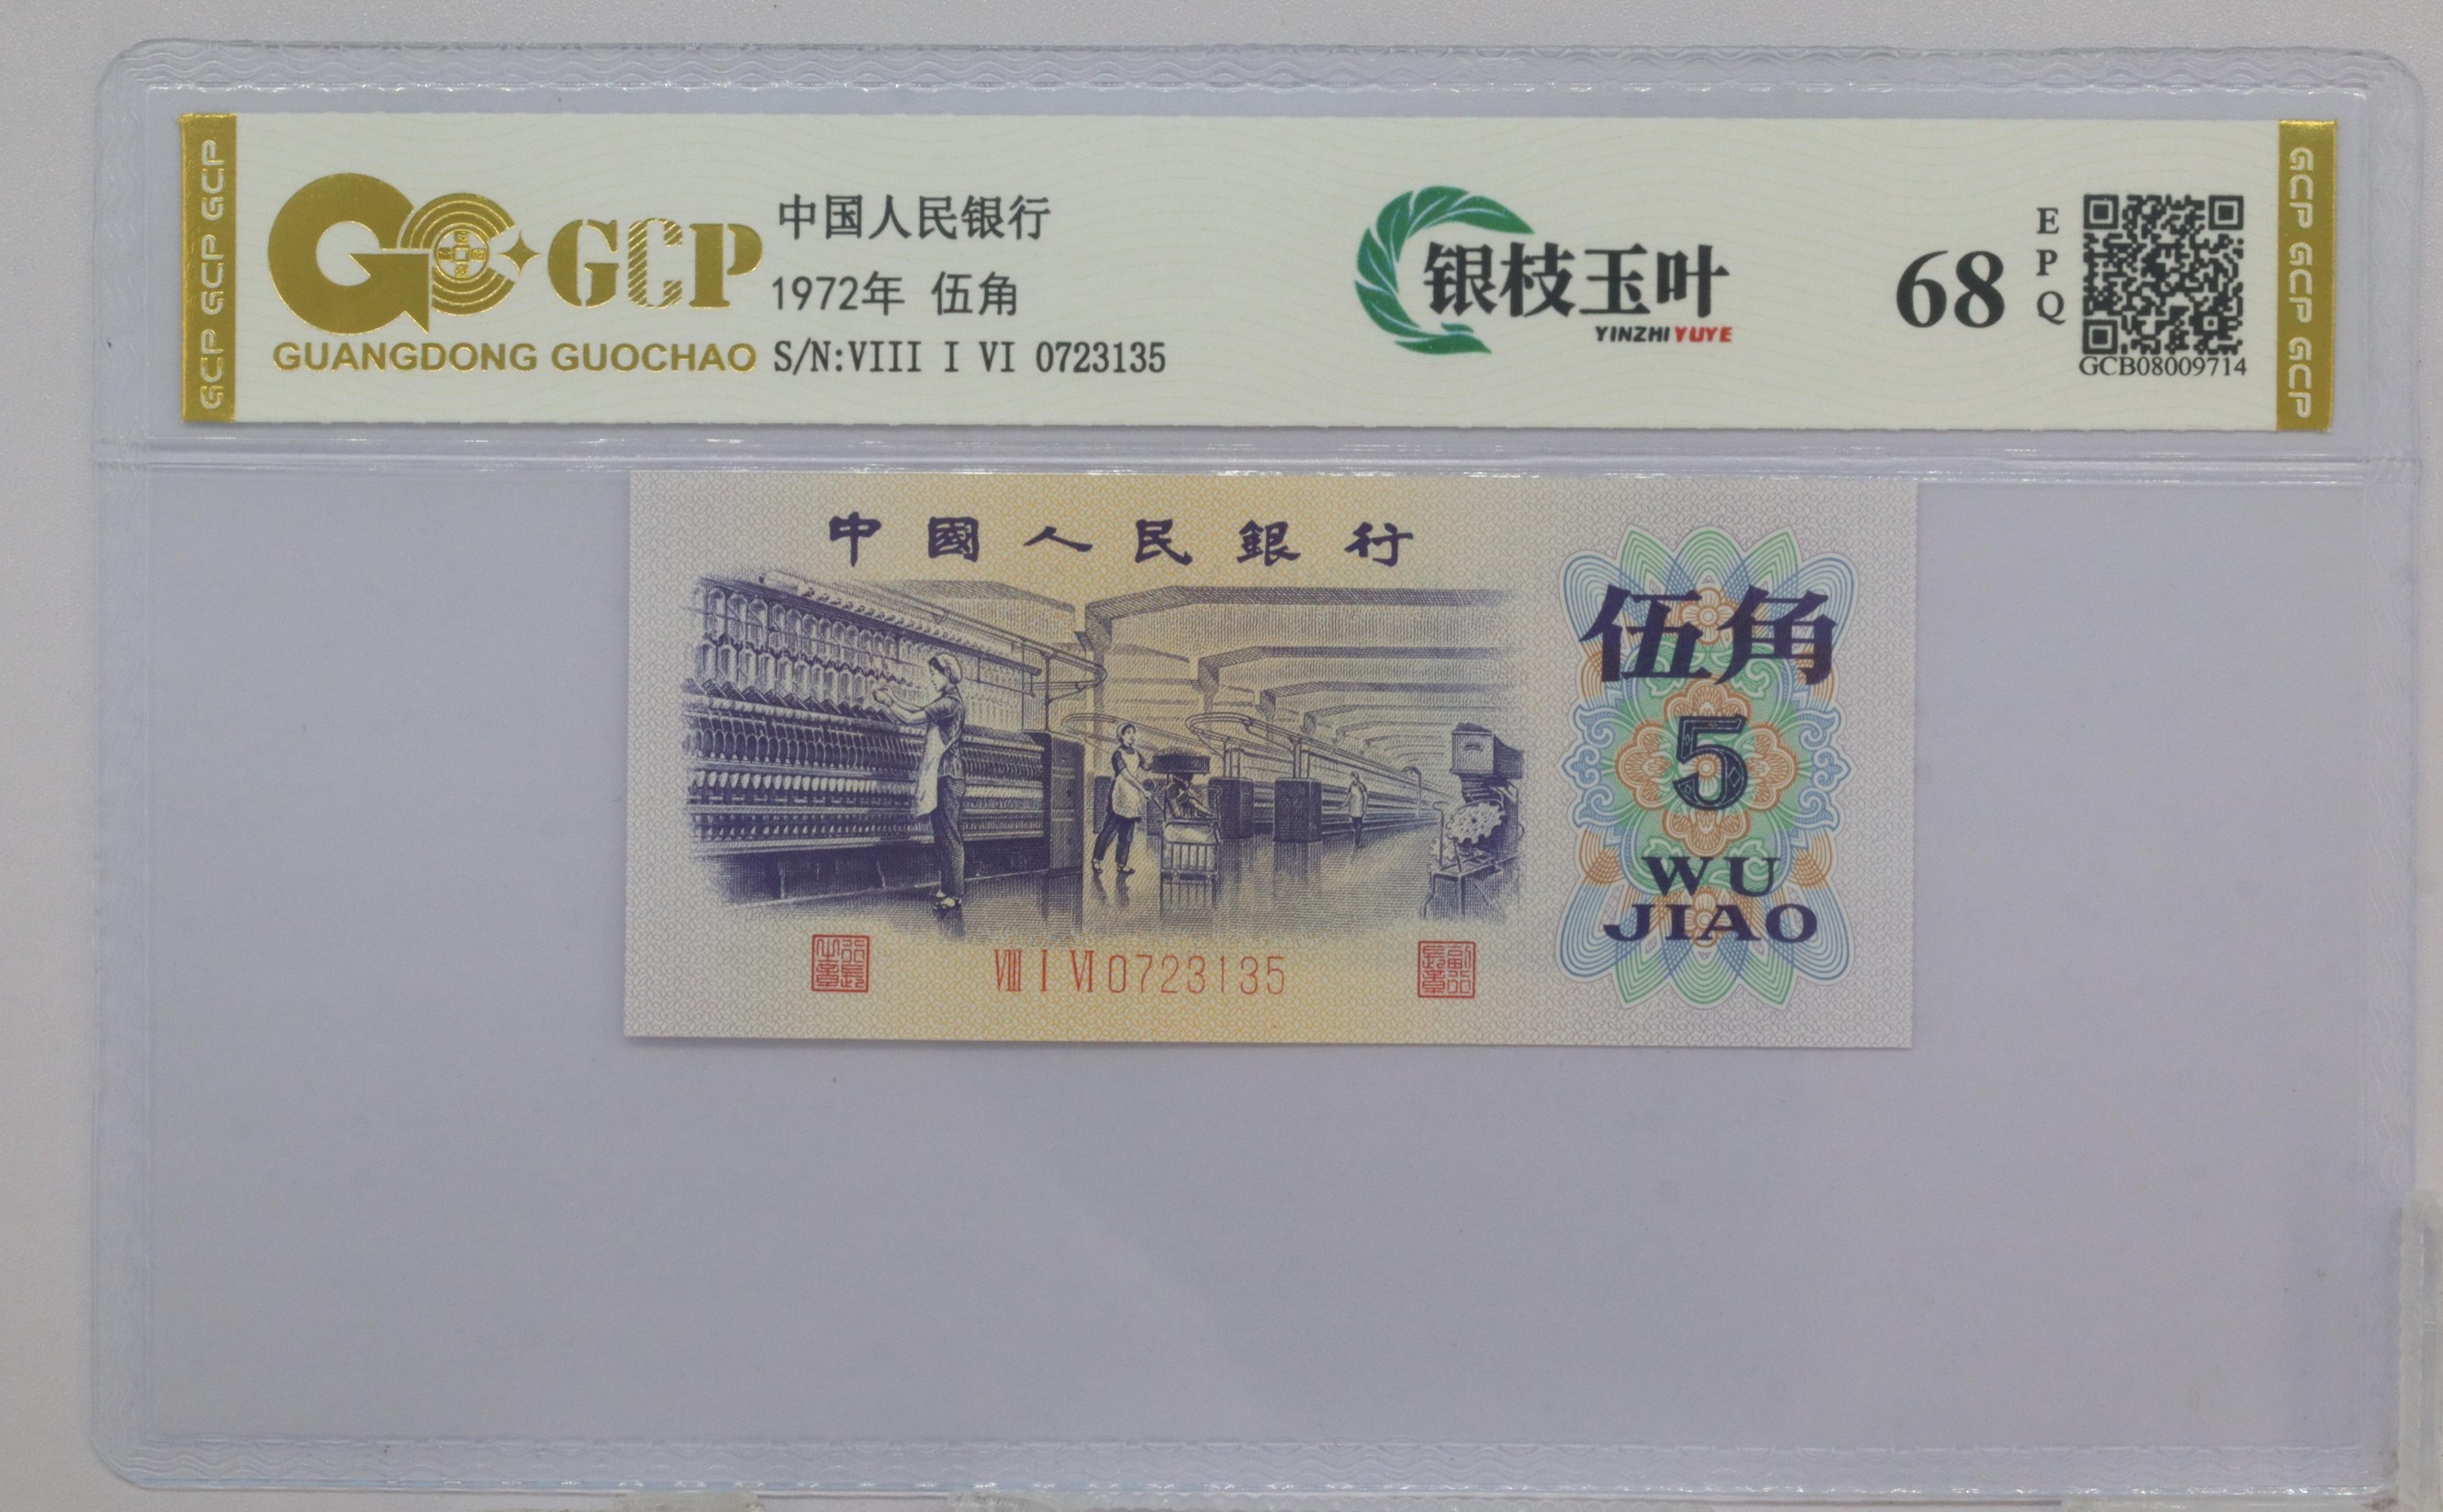 GCP GCP GCP
GCP
GUANGDONG GUOCHAO
中国人民银行
1972年 伍角
S/N:VIII I VI 0723135
银枝玉叶
YINZHIYUYE
68
EPQ
GCB08009714
GCP GCP GCP
中國人民銀行
伍角
5
WU
JIAO
VIII I VI 0723135